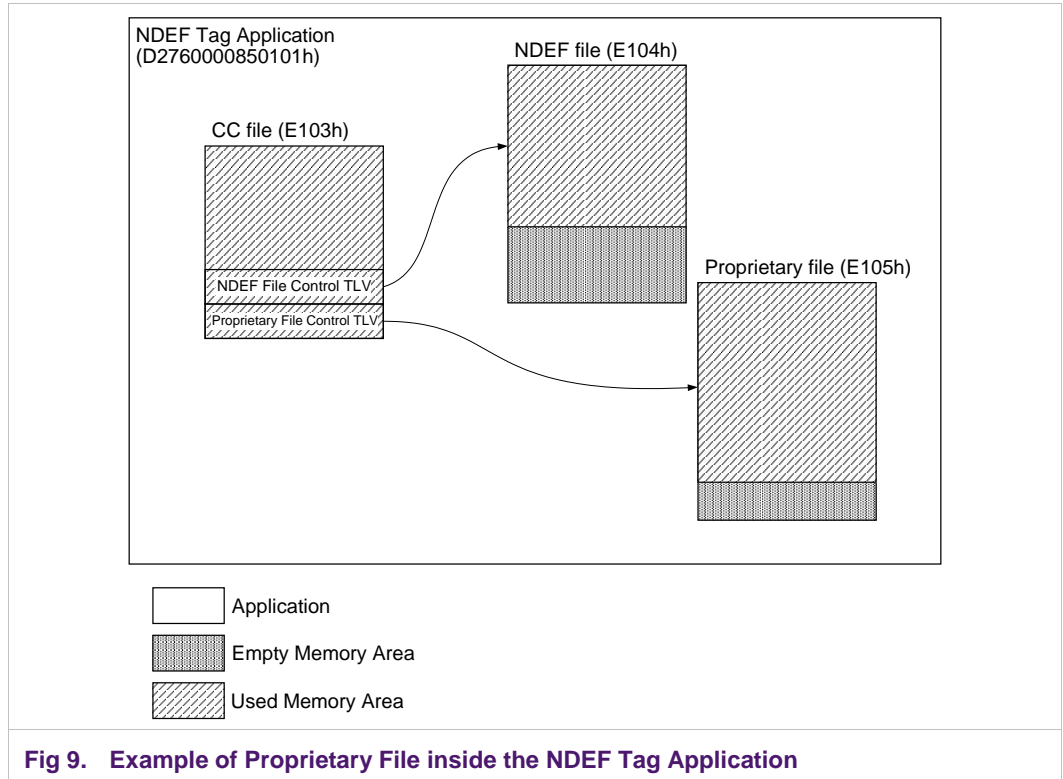 NDEF Tag Application
(D2760000850101h)
NDEF file (E104h)
CC file (E103h)
NDEF File Control TLV
Proprietary File Control TLV
Proprietary file (E105h)
Application
Empty Memory Area
Used Memory Area
Fig 9. Example of Proprietary File inside the NDEF Tag Application